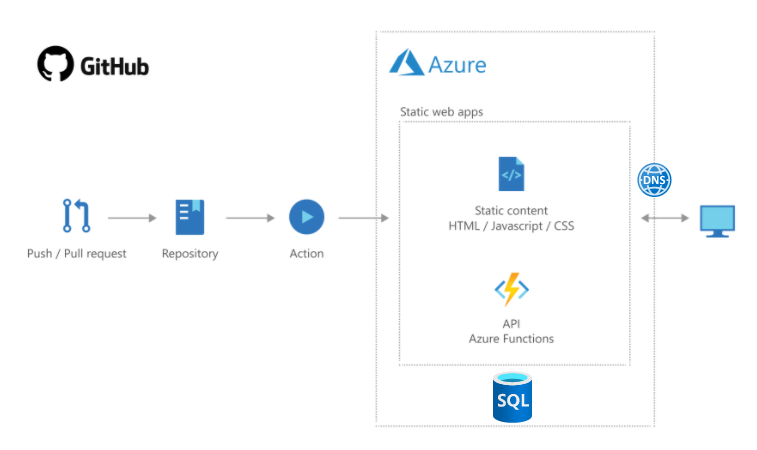 GitHub
Azure
Static web apps
</>
DNS
Static content
HTML / Javascript / CSS
Push / Pull request
Repository
Action
API
Azure Functions
SQL